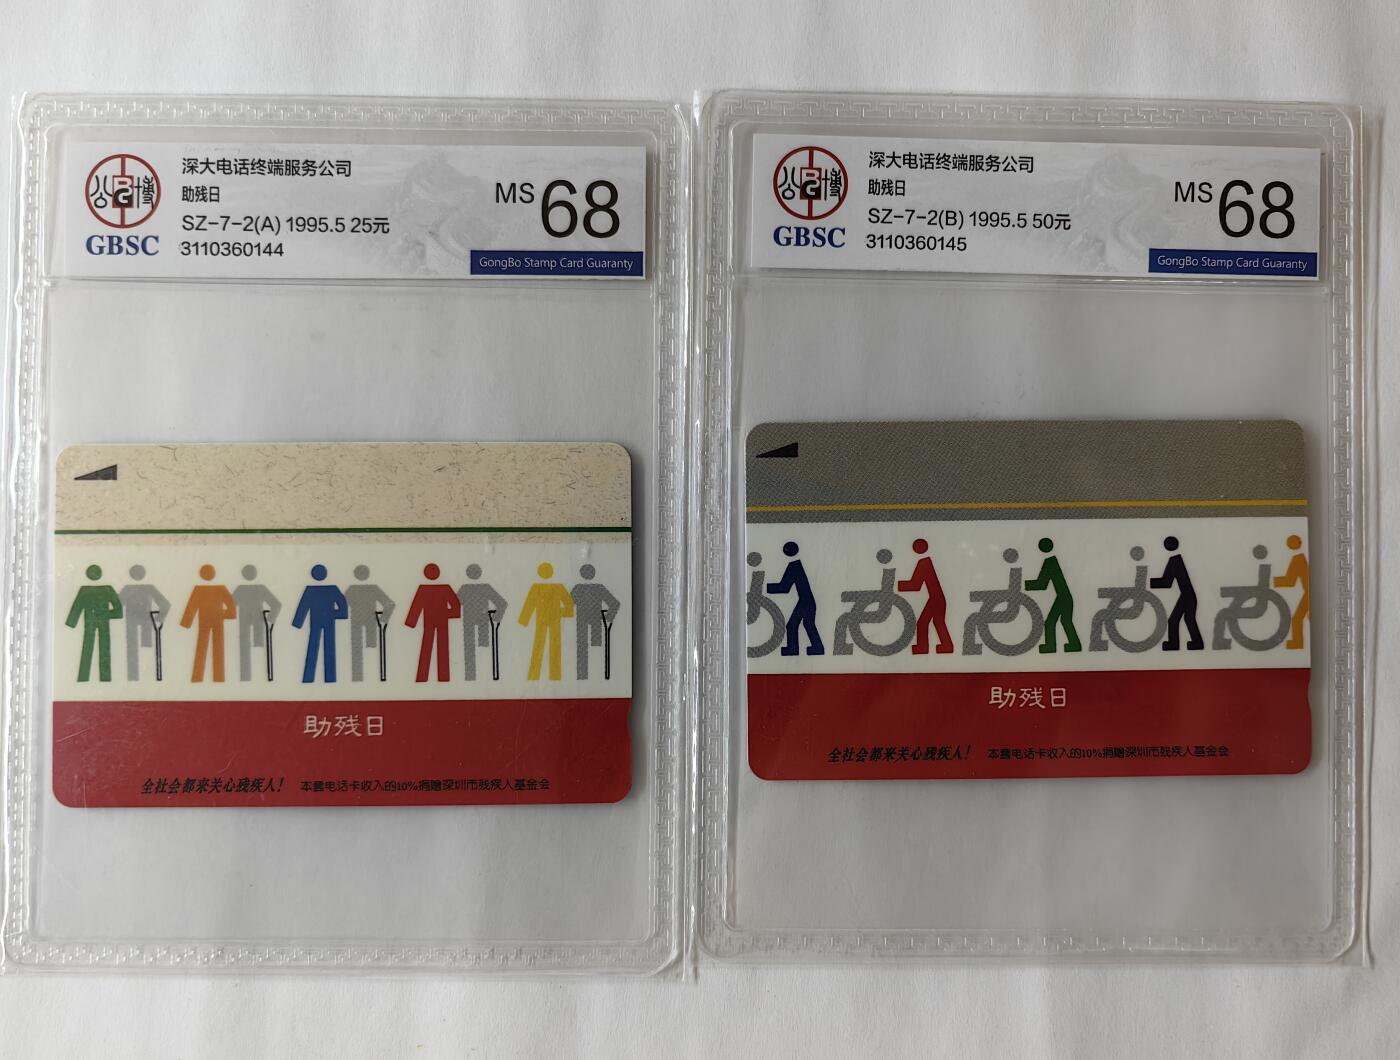 公博
BG
GBSC
深大电话终端服务公司
助残日
SZ-7-2(A) 1995.5 25元
3110360144
MS 68
GongBo Stamp Card Guaranty
助残日
全社会都来关心残疾人！ 本套电话卡收入的10%捐赠深圳市残疾人基金会
公博
BG
GBSC
深大电话终端服务公司
助残日
SZ-7-2(B) 1995.5 50元
3110360145
MS 68
GongBo Stamp Card Guaranty
助残日
全社会都来关心残疾人！ 本套电话卡收入的10%捐赠深圳市残疾人基金会